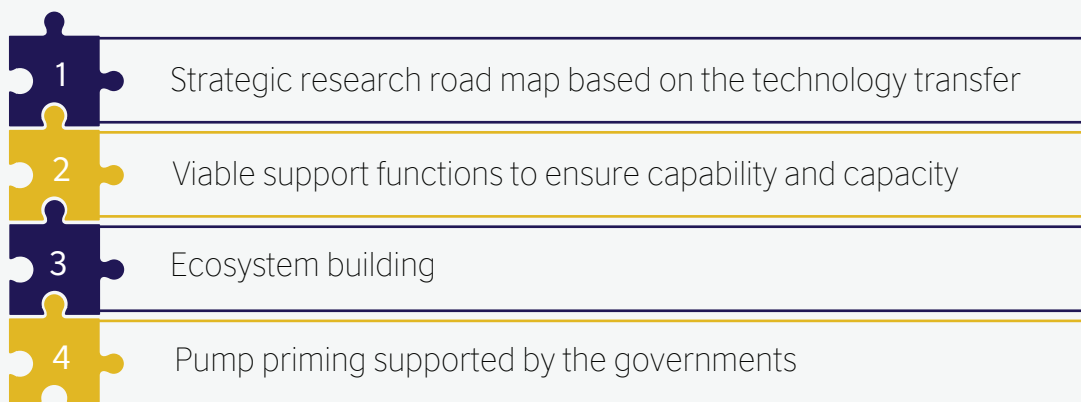 1 Strategic research road map based on the technology transfer
2 Viable support functions to ensure capability and capacity
3 Ecosystem building
4 Pump priming supported by the governments